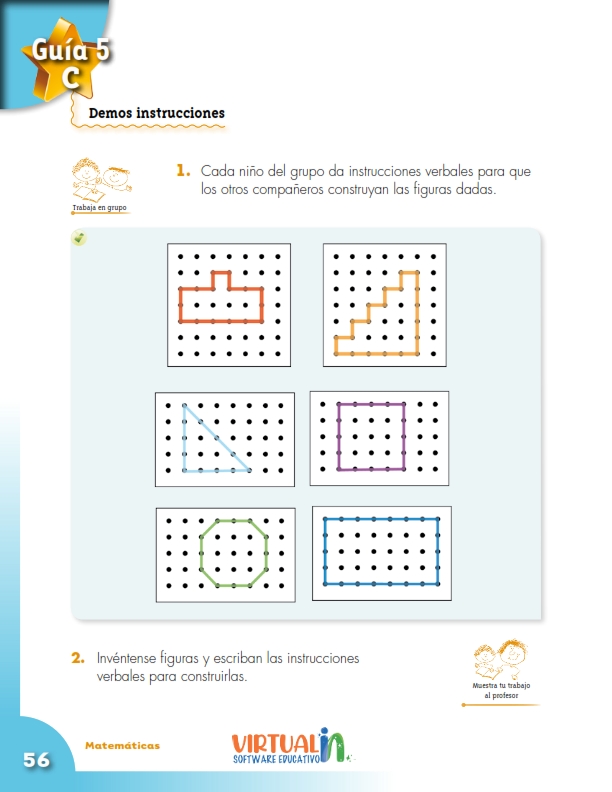 Guía 5
C
Demos instrucciones
1. Cada niño del grupo da instrucciones verbales para que
los otros compañeros construyan las figuras dadas.
Trabaja en grupo
2. Invéntense figuras y escriban las instrucciones
verbales para construirlas.
Muestra tu trabajo
al profesor
Matemáticas
56
VIRTUAL in
SOFTWARE EDUCATIVO